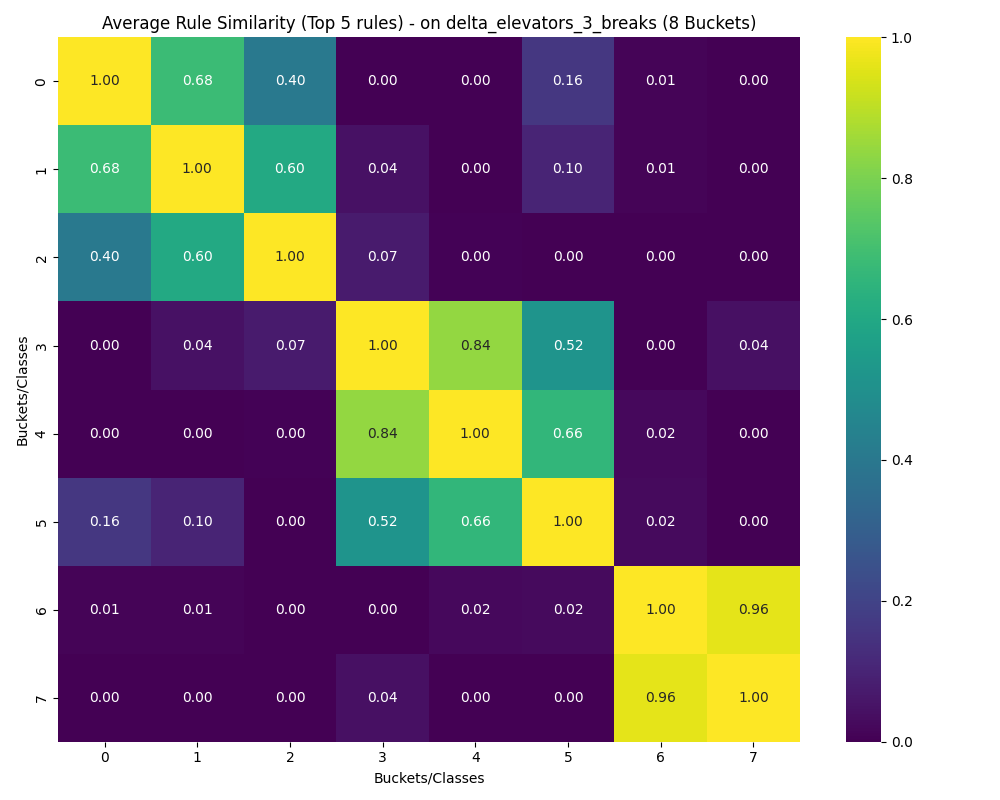 Average Rule Similarity (Top 5 rules) - on delta_elevators_3_breaks (8 Buckets)
Buckets/Classes
0 1.00 0.68 0.40 0.00 0.00 0.16 0.01 0.00
1 0.68 1.00 0.60 0.04 0.00 0.10 0.01 0.00
2 0.40 0.60 1.00 0.07 0.00 0.00 0.00 0.00
3 0.00 0.04 0.07 1.00 0.84 0.52 0.00 0.04
4 0.00 0.00 0.00 0.84 1.00 0.66 0.02 0.00
5 0.16 0.10 0.00 0.52 0.66 1.00 0.02 0.00
6 0.01 0.01 0.00 0.00 0.02 0.02 1.00 0.96
7 0.00 0.00 0.00 0.04 0.00 0.00 0.96 1.00
0 1 2 3 4 5 6 7
Buckets/Classes
1.0
0.8
0.6
0.4
0.2
0.0